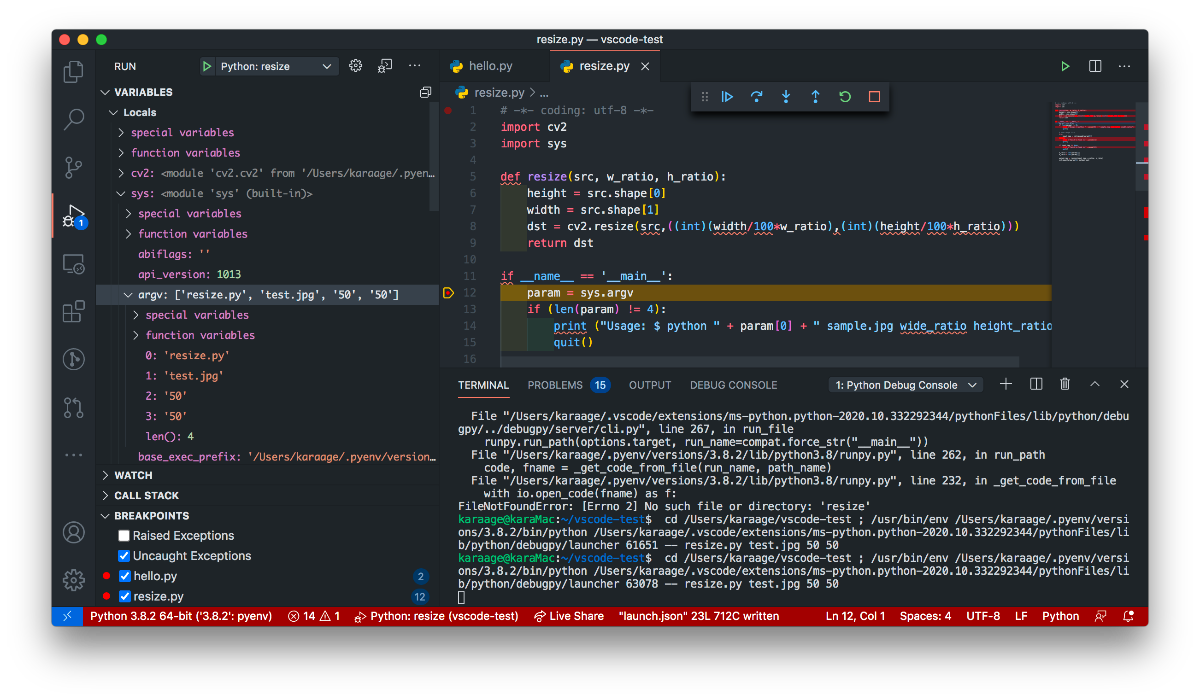 resize.py — vscode-test
RUN
Python: resize
VARIABLES
Locals
special variables
function variables
cv2: <module 'cv2.cv2' from '/Users/karaage/.pyen...
sys: <module 'sys' (built-in)>
special variables
function variables
abiflags: ''
api_version: 1013
argv: ['resize.py', 'test.jpg', '50', '50']
special variables
function variables
0: 'resize.py'
1: 'test.jpg'
2: '50'
3: '50'
len(): 4
base_exec_prefix: '/Users/karaage/.pyenv/version...
WATCH
CALL STACK
BREAKPOINTS
Raised Exceptions
Uncaught Exceptions
hello.py 2
resize.py 12
1
hello.py
resize.py
resize.py > ...
1 # -*- coding: utf-8 -*-
2 import cv2
3 import sys
4
5 def resize(src, w_ratio, h_ratio):
6 height = src.shape[0]
7 width = src.shape[1]
8 dst = cv2.resize(src,((int)(width/100*w_ratio),(int)(height/100*h_ratio)))
9 return dst
10
11 if __name__ == '__main__':
12 param = sys.argv
13 if (len(param) != 4):
14 print ("Usage: $ python " + param[0] + " sample.jpg wide_ratio height_ratio
15 quit()
16
TERMINAL PROBLEMS 15 OUTPUT DEBUG CONSOLE 1: Python Debug Console
File "/Users/karaage/.vscode/extensions/ms-python.python-2020.10.332292344/pythonFiles/lib/python/debu
gpy/../debugpy/server/cli.py", line 267, in run_file
runpy.run_path(options.target, run_name=compat.force_str("__main__"))
File "/Users/karaage/.pyenv/versions/3.8.2/lib/python3.8/runpy.py", line 262, in run_path
code, fname = _get_code_from_file(run_name, path_name)
File "/Users/karaage/.pyenv/versions/3.8.2/lib/python3.8/runpy.py", line 232, in _get_code_from_file
with io.open_code(fname) as f:
FileNotFoundError: [Errno 2] No such file or directory: 'resize'
karaage@karaMac:~/vscode-test$ cd /Users/karaage/vscode-test ; /usr/bin/env /Users/karaage/.pyenv/versi
ons/3.8.2/bin/python /Users/karaage/.vscode/extensions/ms-python.python-2020.10.332292344/pythonFiles/li
b/python/debugpy/launcher 61651 -- resize.py test.jpg 50 50
karaage@karaMac:~/vscode-test$ cd /Users/karaage/vscode-test ; /usr/bin/env /Users/karaage/.pyenv/versi
ons/3.8.2/bin/python /Users/karaage/.vscode/extensions/ms-python.python-2020.10.332292344/pythonFiles/li
b/python/debugpy/launcher 63078 -- resize.py test.jpg 50 50
Python 3.8.2 64-bit ('3.8.2': pyenv) 14 1 Python: resize (vscode-test) Live Share "launch.json" 23L 712C written Ln 12, Col 1 Spaces: 4 UTF-8 LF Python